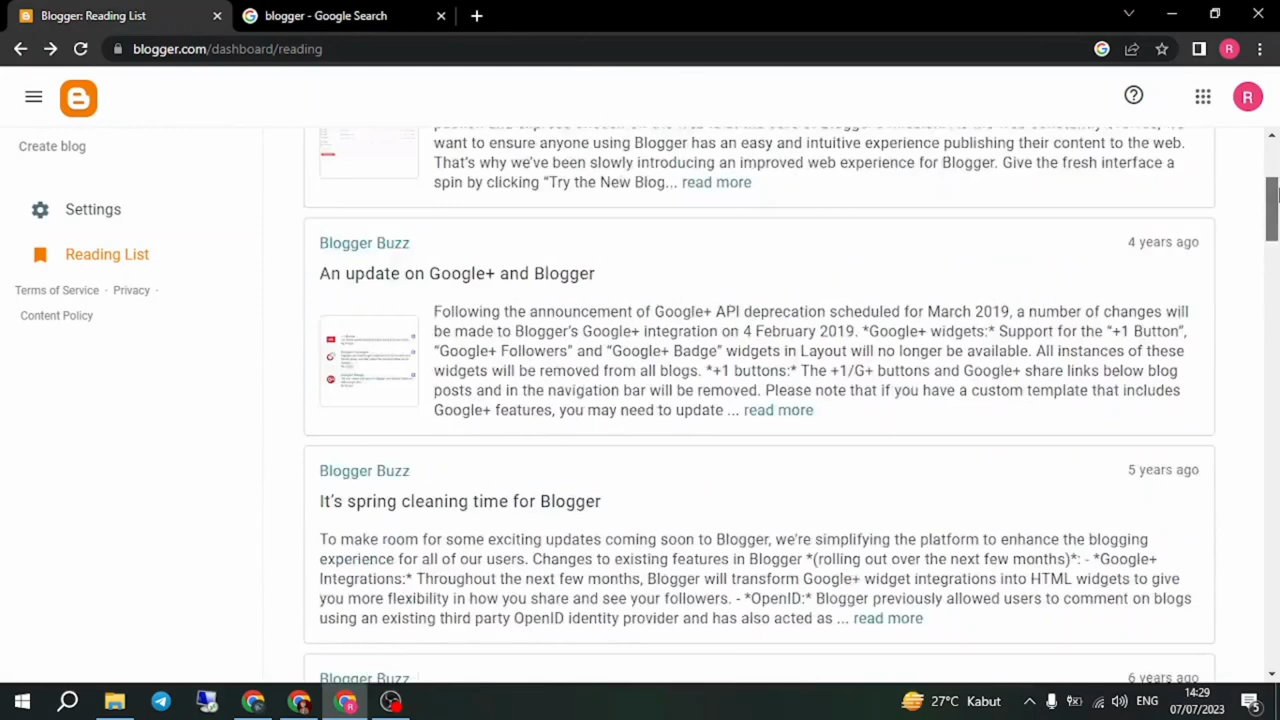 Blogger: Reading List
blogger - Google Search
blogger.com/dashboard/reading
R
R
Create blog
Settings
Reading List
Terms of Service · Privacy ·
Content Policy
want to ensure anyone using Blogger has an easy and intuitive experience publishing their content to the web.
That's why we've been slowly introducing an improved web experience for Blogger. Give the fresh interface a
spin by clicking “Try the New Blog... read more
Blogger Buzz
4 years ago
An update on Google+ and Blogger
Following the announcement of Google+ API deprecation scheduled for March 2019, a number of changes will
be made to Blogger's Google+ integration on 4 February 2019. *Google+ widgets:* Support for the “+1 Button”,
“Google+ Followers” and “Google+ Badge” widgets in Layout will no longer be available. All instances of these
widgets will be removed from all blogs. *+1 buttons:* The +1/G+ buttons and Google+ share links below blog
posts and in the navigation bar will be removed. Please note that if you have a custom template that includes
Google+ features, you may need to update ... read more
Blogger Buzz
5 years ago
It's spring cleaning time for Blogger
To make room for some exciting updates coming soon to Blogger, we're simplifying the platform to enhance the blogging
experience for all of our users. Changes to existing features in Blogger *(rolling out over the next few months)*: - *Google+
Integrations:* Throughout the next few months, Blogger will transform Google+ widget integrations into HTML widgets to give
you more flexibility in how you share and see your followers. - *OpenID:* Blogger previously allowed users to comment on blogs
using an existing third party OpenID identity provider and has also acted as ... read more
Blogger Buzz
6 years ago
27°C Kabut
ENG
14:29
07/07/2023
5